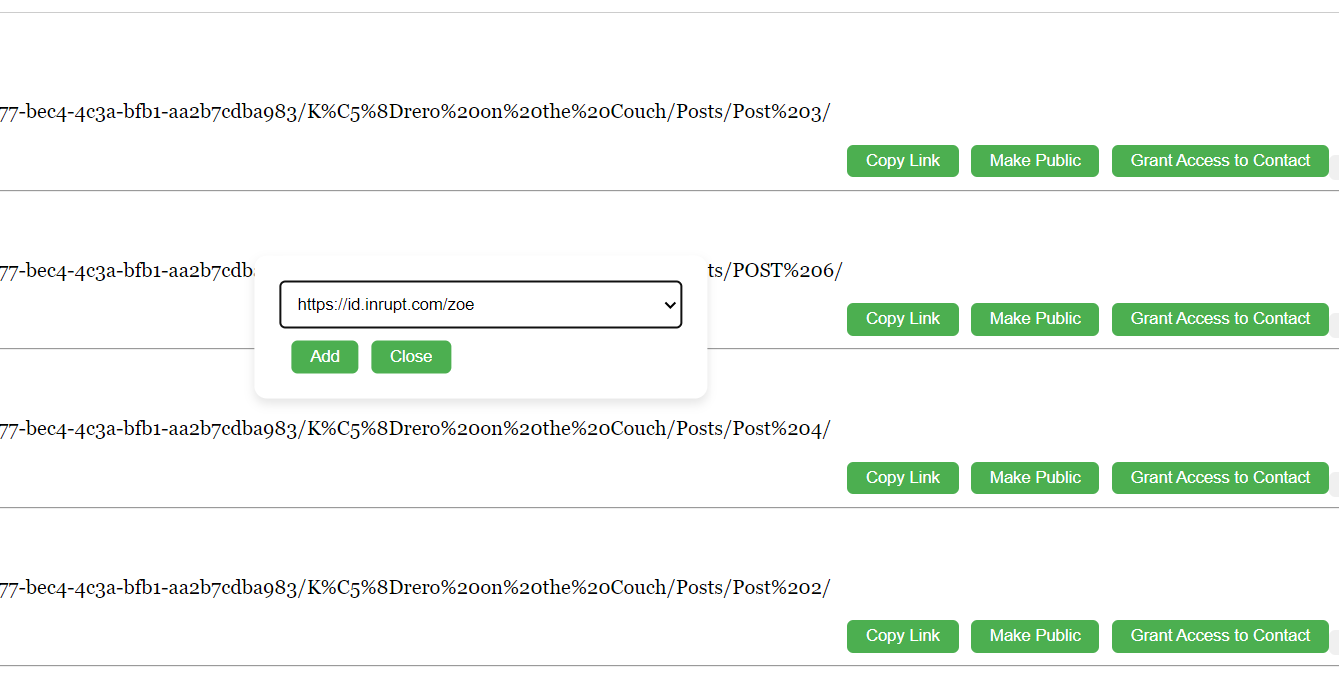 77-bec4-4c3a-bfb1-aa2b7cdba983/K%C5%8Drero%20on%20the%20Couch/Posts/Post%203/
Copy Link Make Public Grant Access to Contact
77-bec4-4c3a-bfb1-aa2b7cdb ts/POST%206/
https://id.inrupt.com/zoe
Copy Link Make Public Grant Access to Contact
Add Close
77-bec4-4c3a-bfb1-aa2b7cdba983/K%C5%8Drero%20on%20the%20Couch/Posts/Post%204/
Copy Link Make Public Grant Access to Contact
77-bec4-4c3a-bfb1-aa2b7cdba983/K%C5%8Drero%20on%20the%20Couch/Posts/Post%202/
Copy Link Make Public Grant Access to Contact